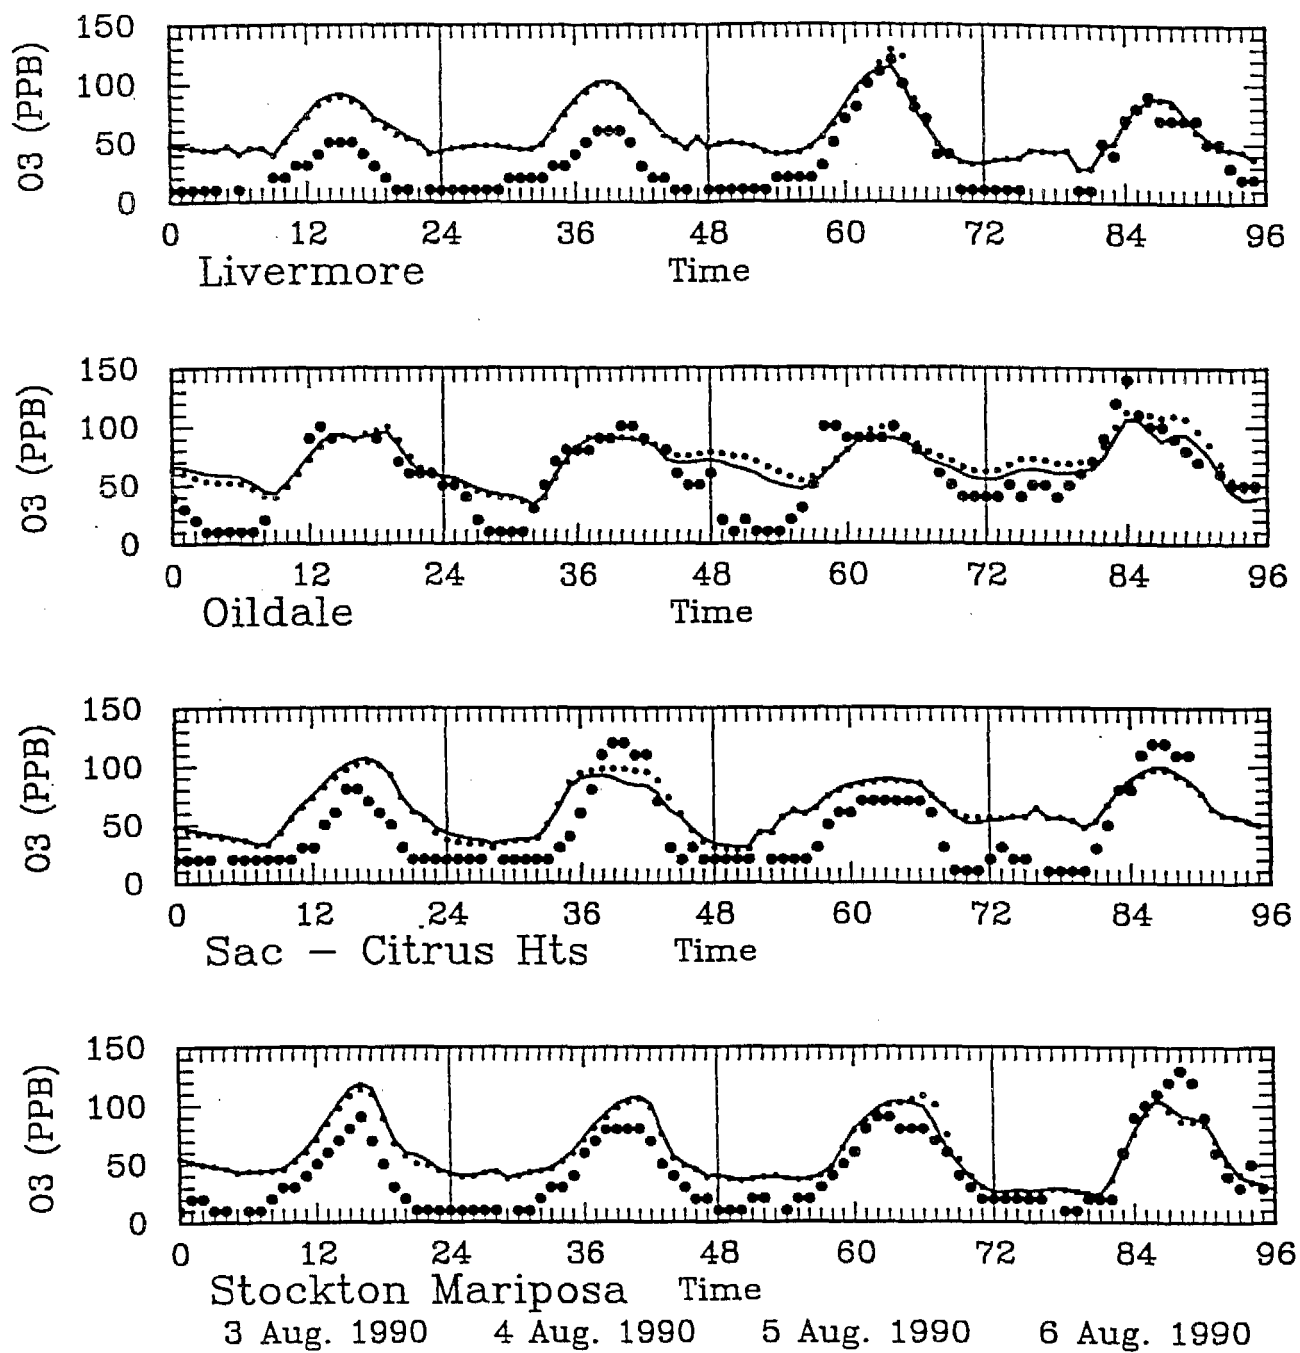 150
100
50
0
O3 (PPB)
0 12 24 36 48 60 72 84 96
Livermore Time
150
100
50
0
O3 (PPB)
0 12 24 36 48 60 72 84 96
Oildale Time
150
100
50
0
O3 (PPB)
0 12 24 36 48 60 72 84 96
Sac - Citrus Hts Time
150
100
50
0
O3 (PPB)
0 12 24 36 48 60 72 84 96
Stockton Mariposa Time
3 Aug. 1990 4 Aug. 1990 5 Aug. 1990 6 Aug. 1990